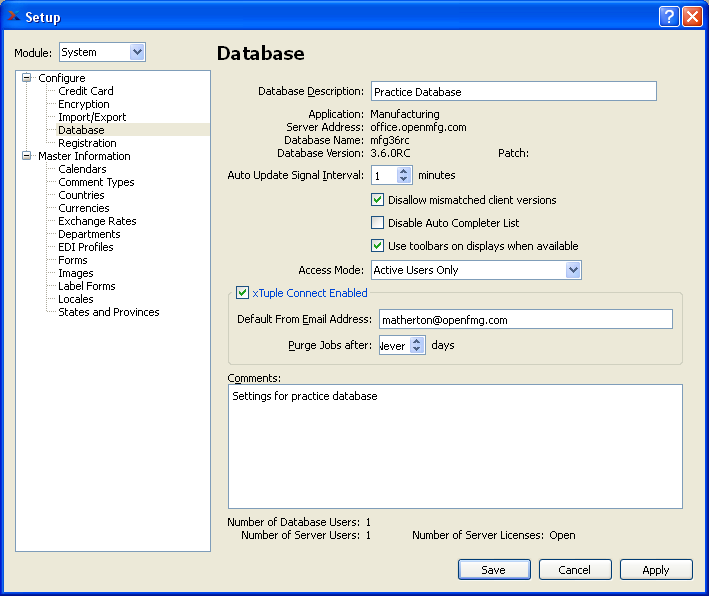 Setup
Module: System
Configure
Credit Card
Encryption
Import/Export
Database
Registration
Master Information
Calendars
Comment Types
Countries
Currencies
Exchange Rates
Departments
EDI Profiles
Forms
Images
Label Forms
Locales
States and Provinces
Database
Database Description: Practice Database
Application: Manufacturing
Server Address: office.openmfg.com
Database Name: mfg36rc
Database Version: 3.6.0RC Patch:
Auto Update Signal Interval: 1 minutes
Disallow mismatched client versions
Disable Auto Completer List
Use toolbars on displays when available
Access Mode: Active Users Only
xTuple Connect Enabled
Default From Email Address: matherton@openfmg.com
Purge Jobs after: Never days
Comments:
Settings for practice database
Number of Database Users: 1
Number of Server Users: 1 Number of Server Licenses: Open
Save Cancel Apply